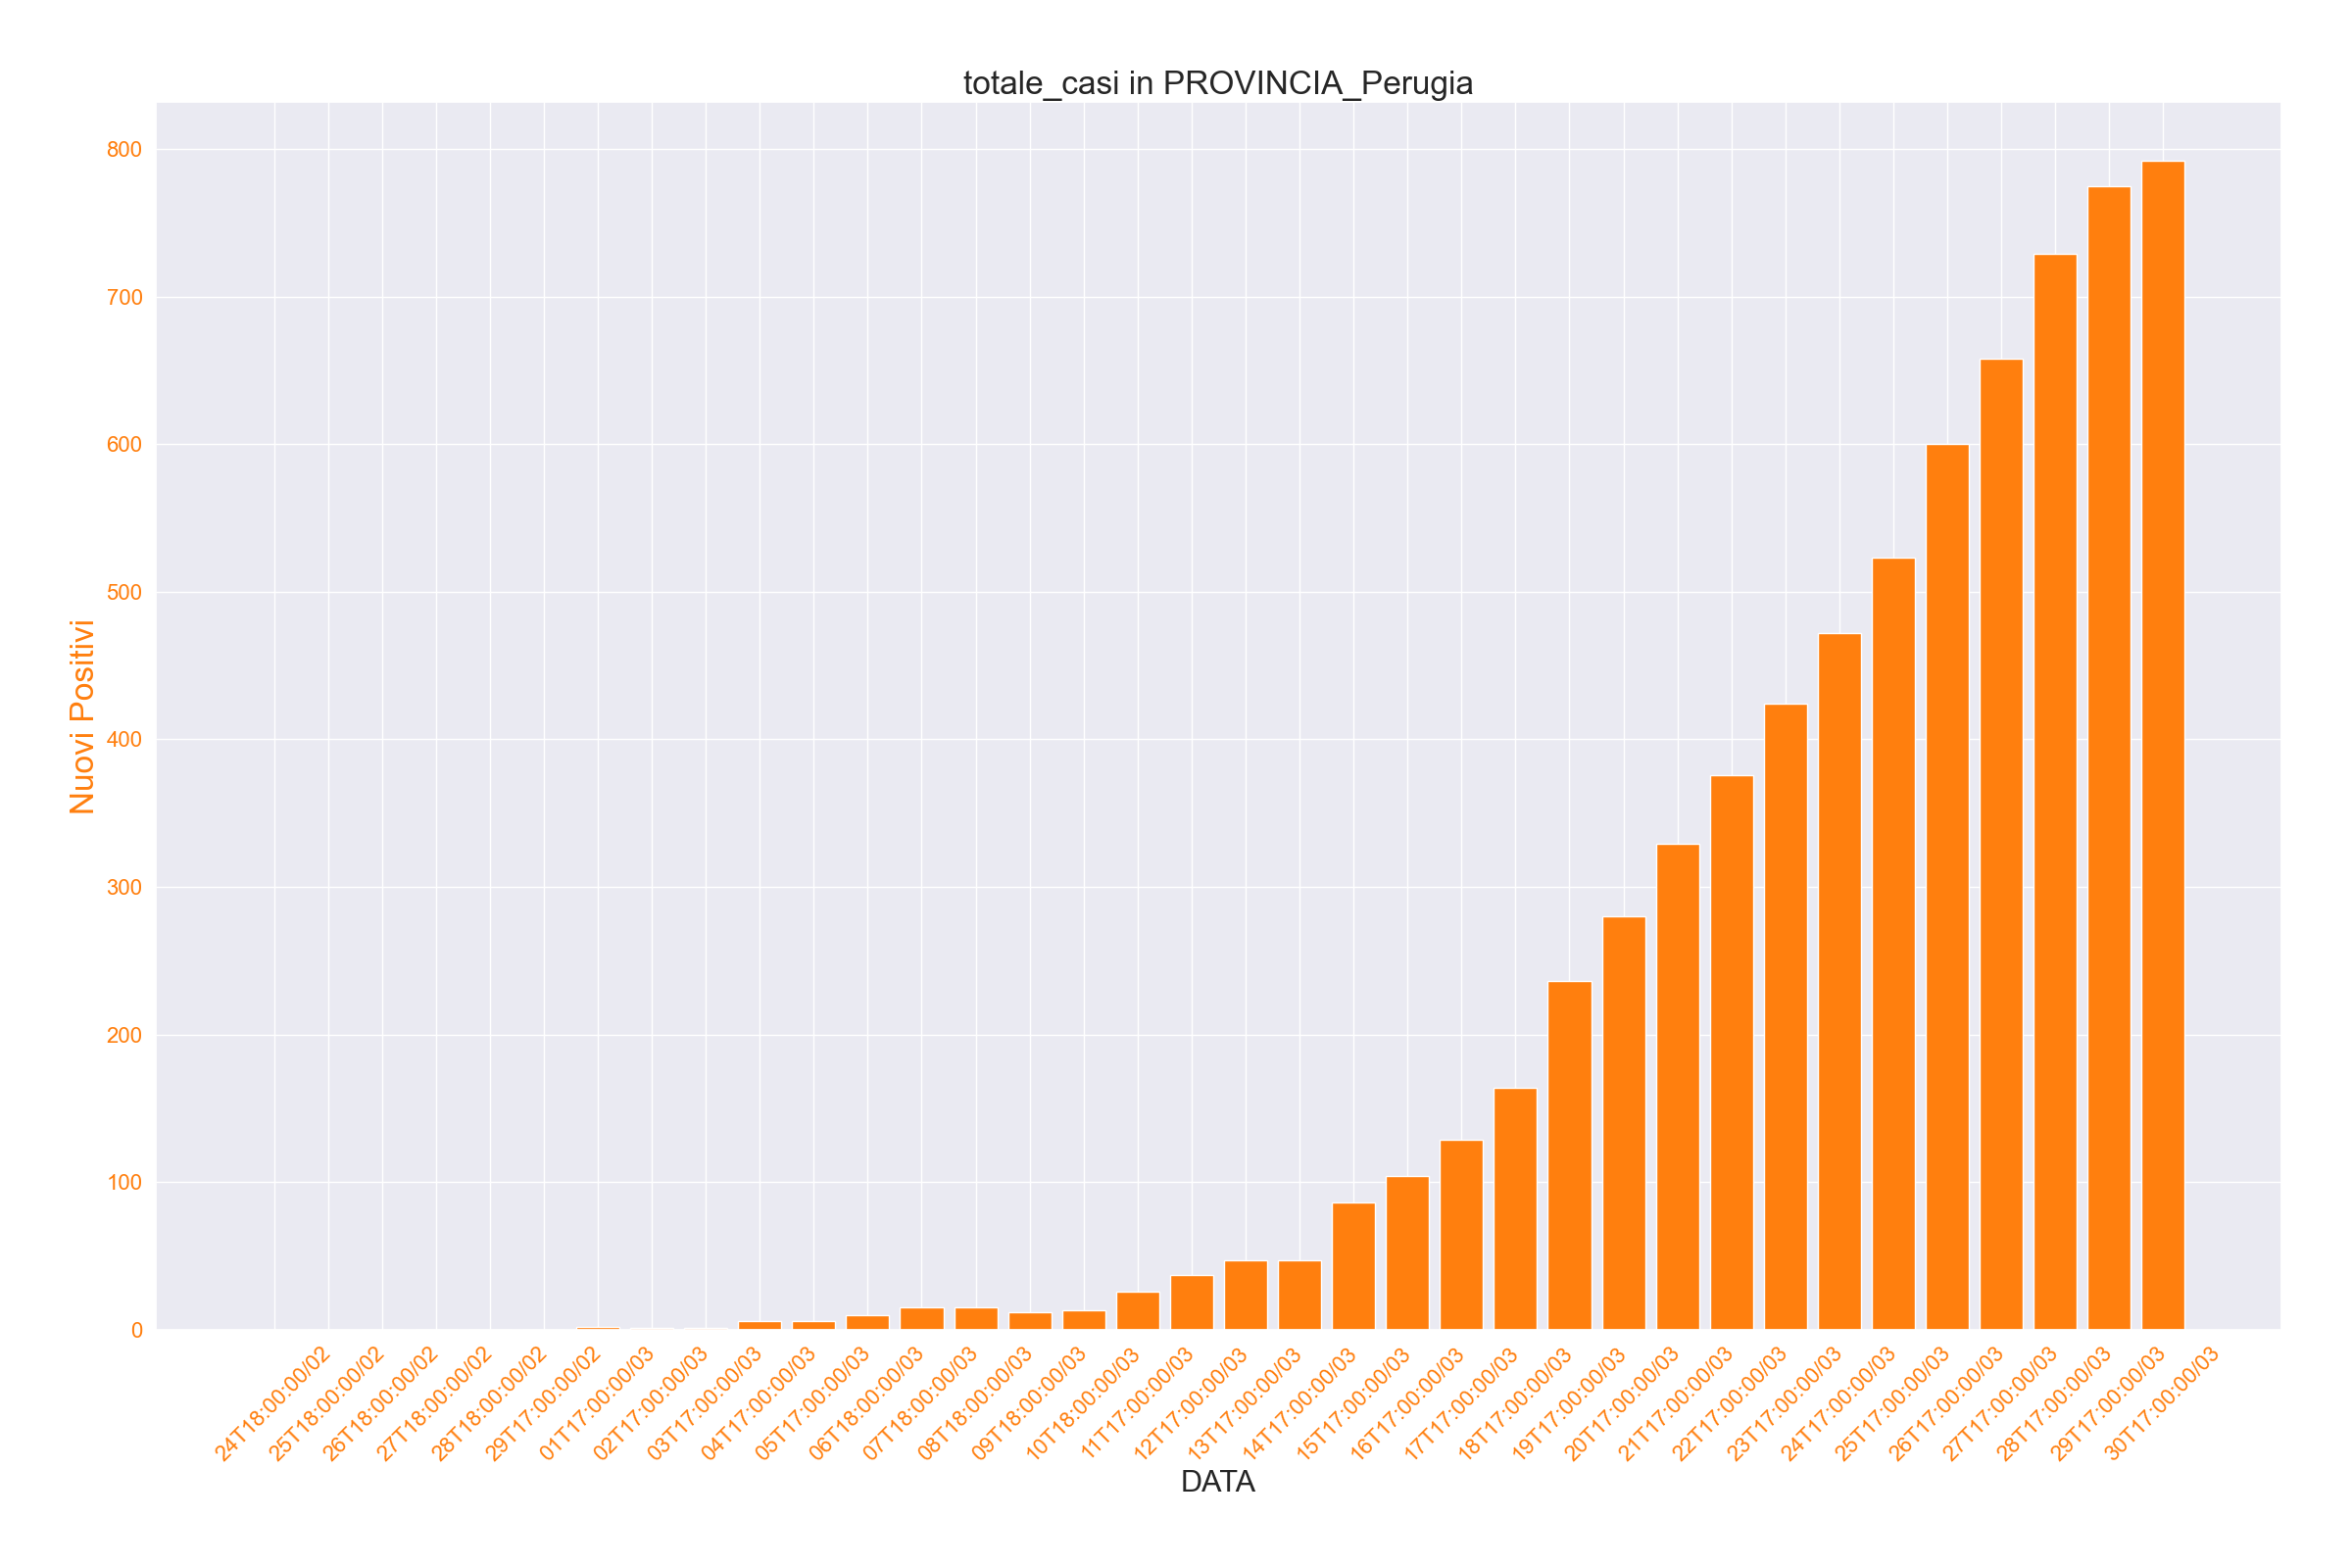 totale_casi in PROVINCIA_Perugia
800
700
600
500
400
300
200
100
0
Nuovi Positivi
24T18:00:00/02
25T18:00:00/02
26T18:00:00/02
27T18:00:00/02
28T18:00:00/02
29T17:00:00/02
01T17:00:00/03
02T17:00:00/03
03T17:00:00/03
04T17:00:00/03
05T17:00:00/03
06T18:00:00/03
07T18:00:00/03
08T18:00:00/03
09T18:00:00/03
10T18:00:00/03
11T17:00:00/03
12T17:00:00/03
13T17:00:00/03
14T17:00:00/03
15T17:00:00/03
16T17:00:00/03
17T17:00:00/03
18T17:00:00/03
19T17:00:00/03
20T17:00:00/03
21T17:00:00/03
22T17:00:00/03
23T17:00:00/03
24T17:00:00/03
25T17:00:00/03
26T17:00:00/03
27T17:00:00/03
28T17:00:00/03
29T17:00:00/03
30T17:00:00/03
DATA